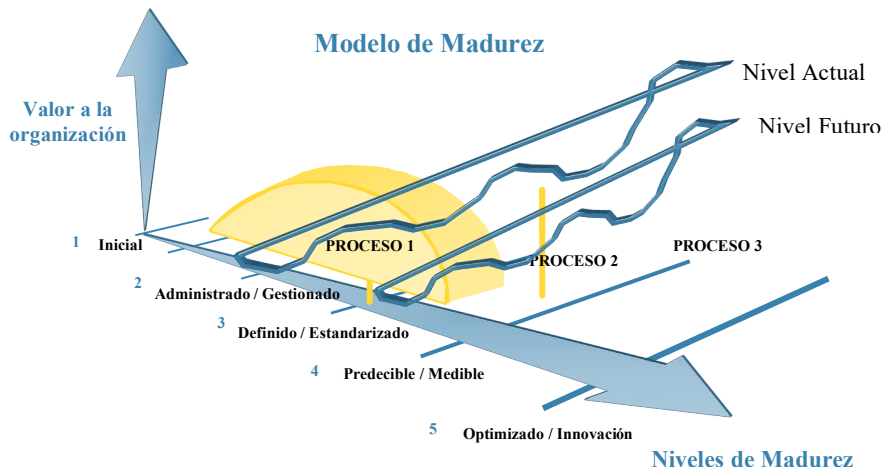 Modelo de Madurez
Nivel Actual
Valor a la
organización
Nivel Futuro
1
Inicial
PROCESO 1
PROCESO 2
PROCESO 3
2
Administrado / Gestionado
3
Definido / Estandarizado
4
Predecible / Medible
5
Optimizado / Innovación
Niveles de Madurez